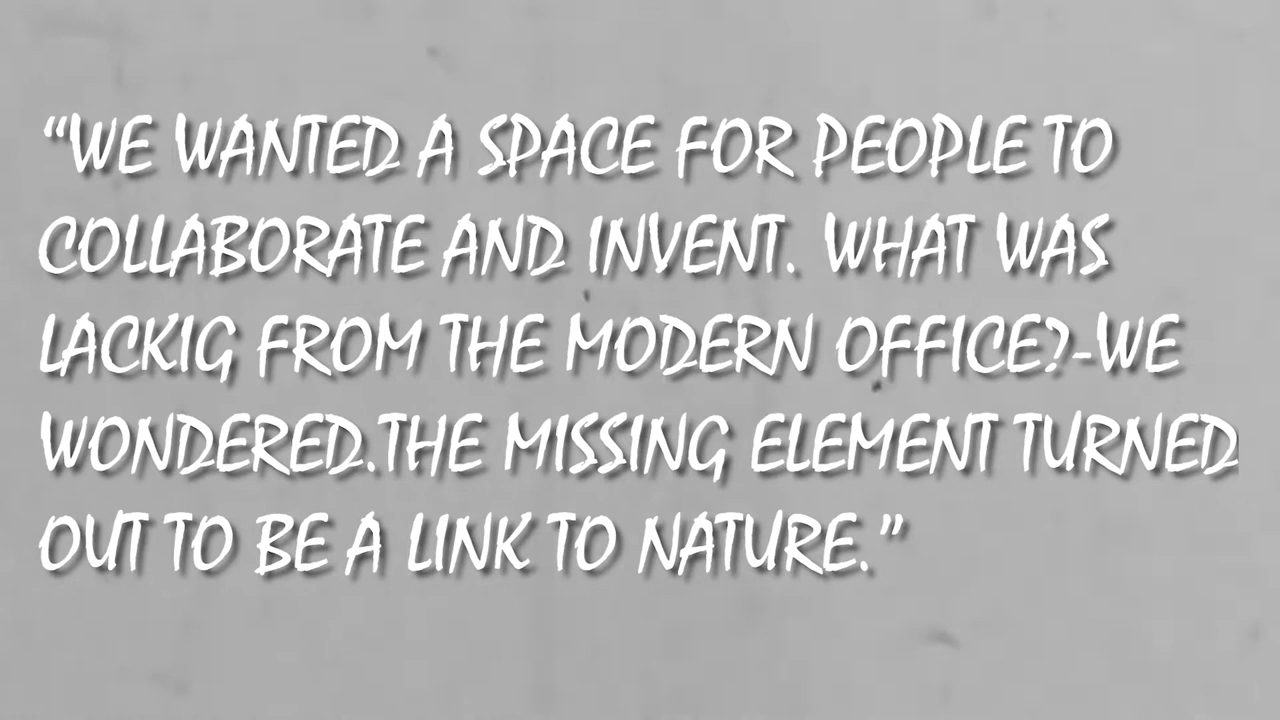 “WE WANTED A SPACE FOR PEOPLE TO
COLLABORATE AND INVENT. WHAT WAS
LACKIG FROM THE MODERN OFFICE?-WE
WONDERED.THE MISSING ELEMENT TURNED
OUT TO BE A LINK TO NATURE.”